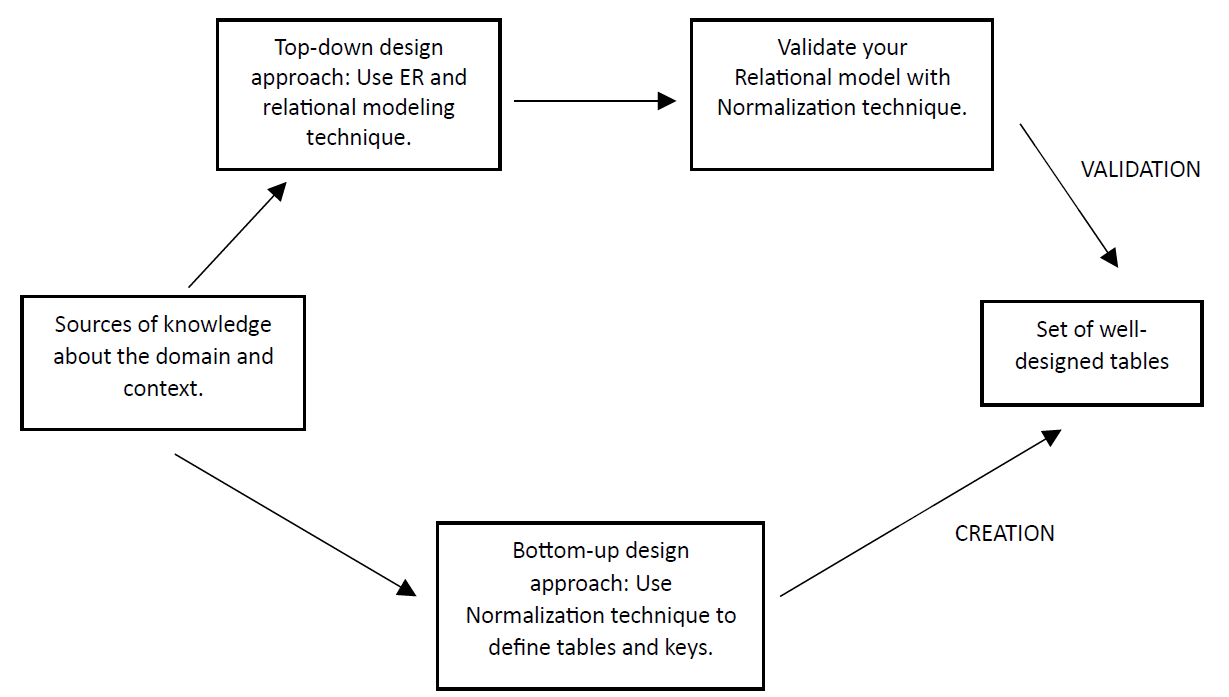 Top-down design
approach: Use ER and
relational modeling
technique.
Validate your
Relational model with
Normalization technique.
VALIDATION
Sources of knowledge
about the domain and
context.
Set of well-
designed tables
Bottom-up design
approach: Use
Normalization technique to
define tables and keys.
CREATION